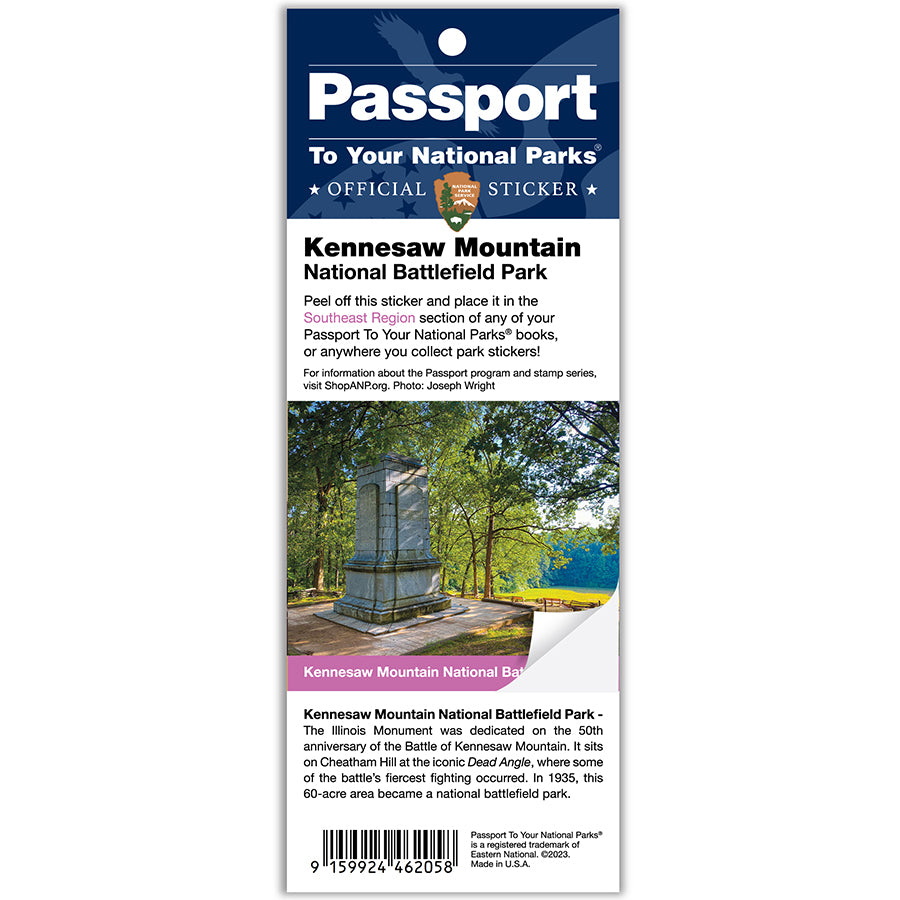 Passport
To Your National Parks®
★ OFFICIAL STICKER ★
NATIONAL
PARK
SERVICE
Kennesaw Mountain
National Battlefield Park
Peel off this sticker and place it in the
Southeast Region section of any of your
Passport To Your National Parks® books,
or anywhere you collect park stickers!
For information about the Passport program and stamp series,
visit ShopANP.org. Photo: Joseph Wright
Kennesaw Mountain National Bat
Kennesaw Mountain National Battlefield Park -
The Illinois Monument was dedicated on the 50th
anniversary of the Battle of Kennesaw Mountain. It sits
on Cheatham Hill at the iconic Dead Angle, where some
of the battle's fiercest fighting occurred. In 1935, this
60-acre area became a national battlefield park.
9 159924 462058
Passport To Your National Parks®
is a registered trademark of
Eastern National. ©2023.
Made in U.S.A.